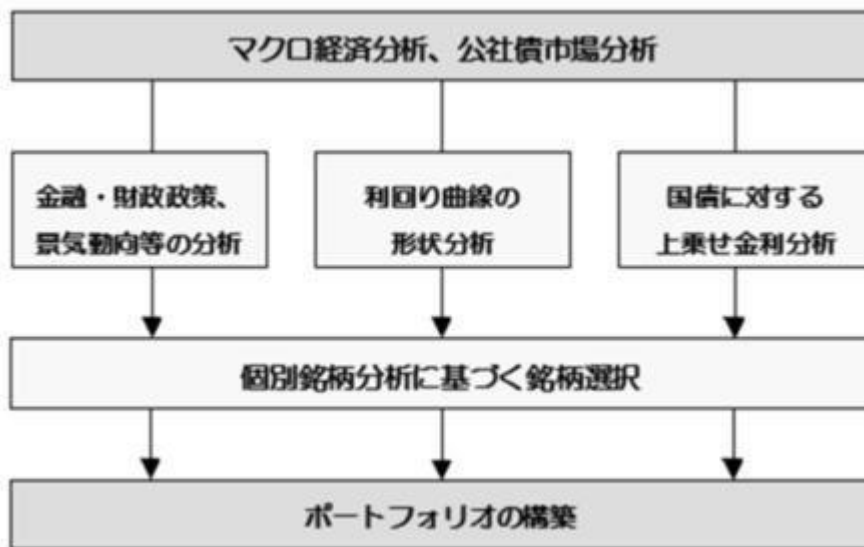 マクロ経済分析、公社債市場分析
金融・財政政策、
景気動向等の分析
利回り曲線の
形状分析
国債に対する
上乗せ金利分析
個別銘柄分析に基づく銘柄選択
ポートフォリオの構築